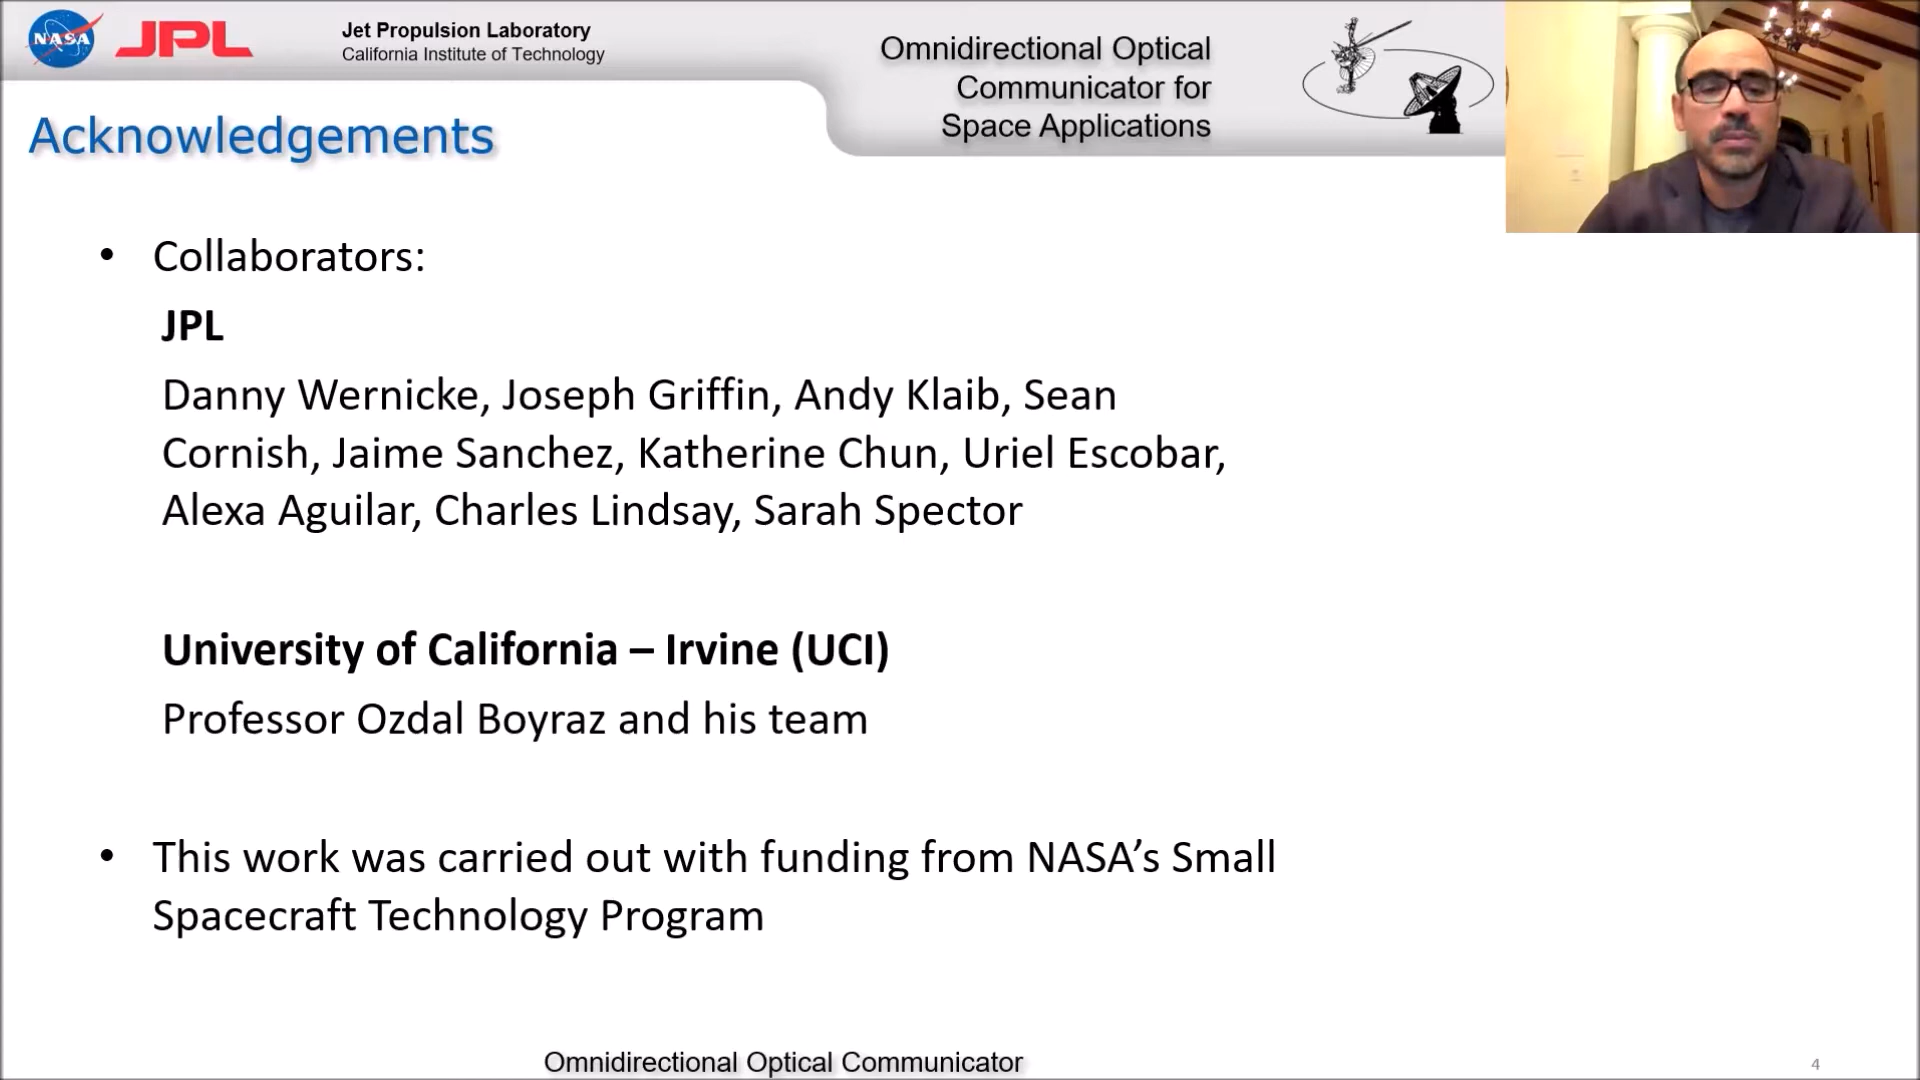 NASA
JPL
Jet Propulsion Laboratory
California Institute of Technology
Omnidirectional Optical
Communicator for
Space Applications
Acknowledgements
• Collaborators:
JPL
Danny Wernicke, Joseph Griffin, Andy Klaib, Sean
Cornish, Jaime Sanchez, Katherine Chun, Uriel Escobar,
Alexa Aguilar, Charles Lindsay, Sarah Spector
University of California – Irvine (UCI)
Professor Ozdal Boyraz and his team
• This work was carried out with funding from NASA’s Small
Spacecraft Technology Program
Omnidirectional Optical Communicator
4